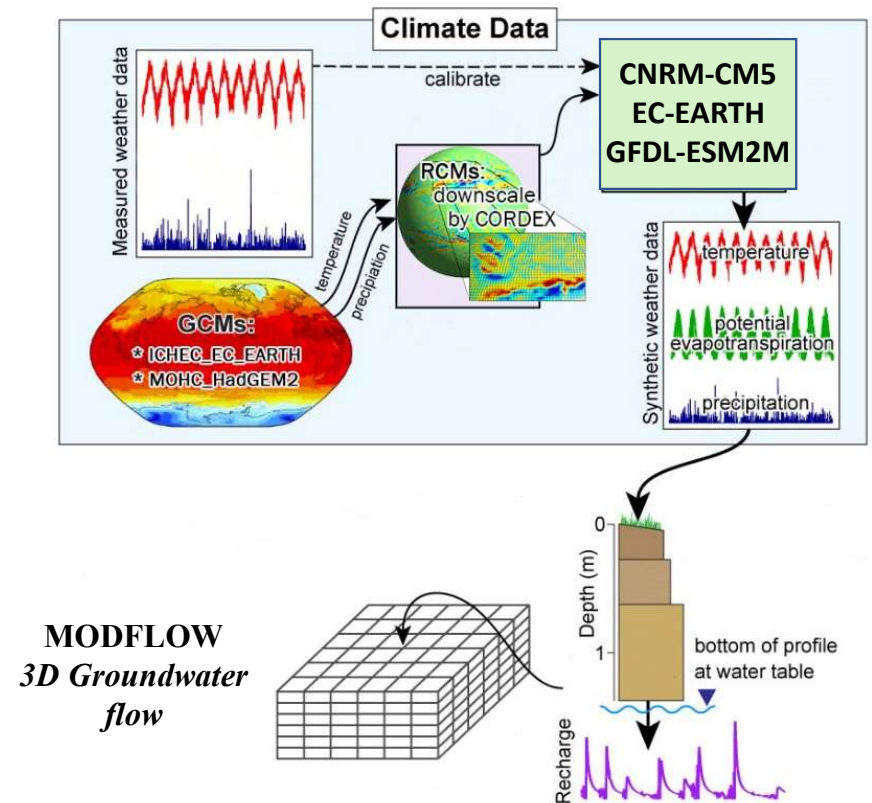 Climate Data
Measured weather data
calibrate
CNRM-CM5
EC-EARTH
GFDL-ESM2M
RCMs:
downscale
by CORDEX
temperature
precipiation
GCMs:
* ICHEC_EC_EARTH
* MOHC_HadGEM2
Synthetic weather data
temperature
potential
evapotranspiration
precipitation
0
Depth (m)
1
bottom of profile
at water table
MODFLOW
3D Groundwater
flow
Recharge